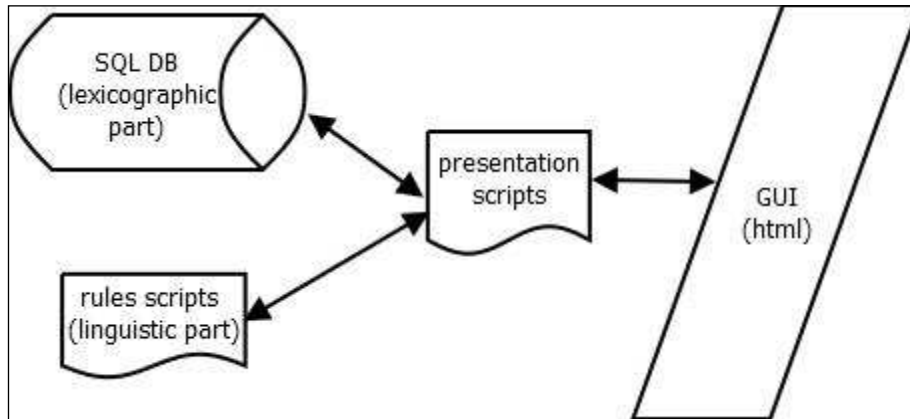 SQL DB
(lexicographic
part)
presentation
scripts
GUI
(html)
rules scripts
(linguistic part)